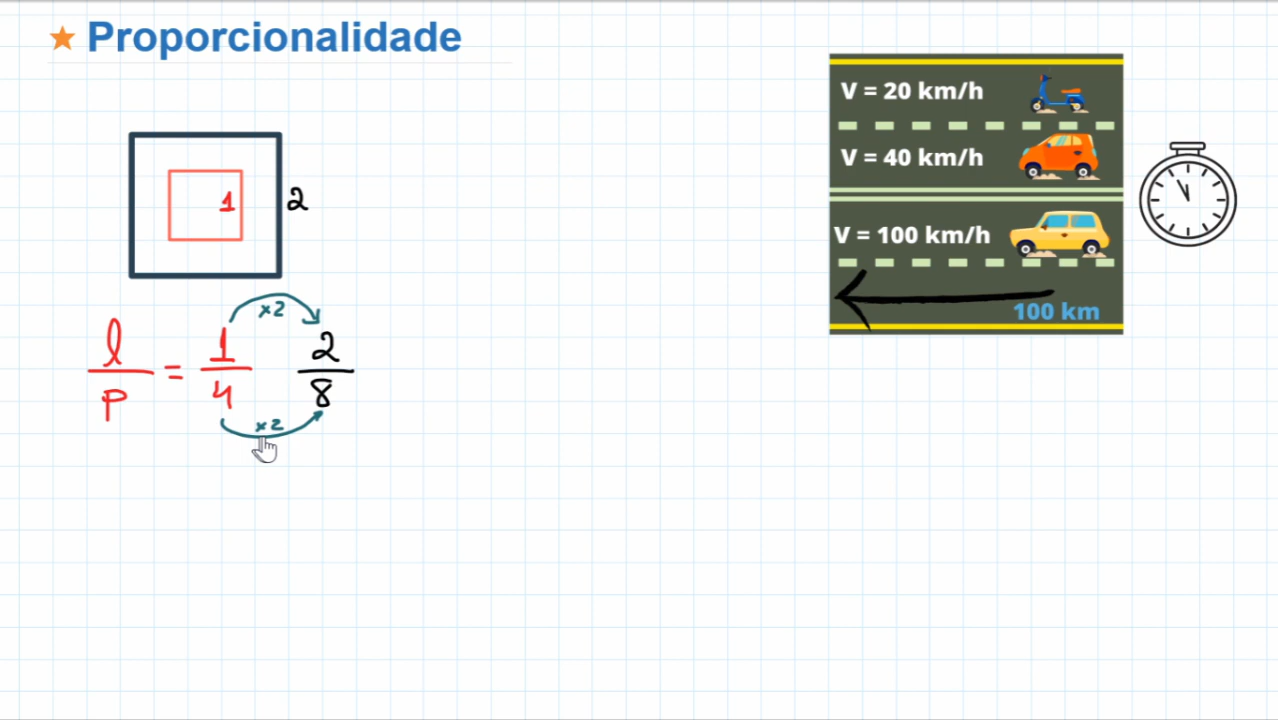 Proporcionalidade
1 2
×2
l/P = 1/4 2/8
×2
V = 20 km/h
V = 40 km/h
V = 100 km/h
100 km